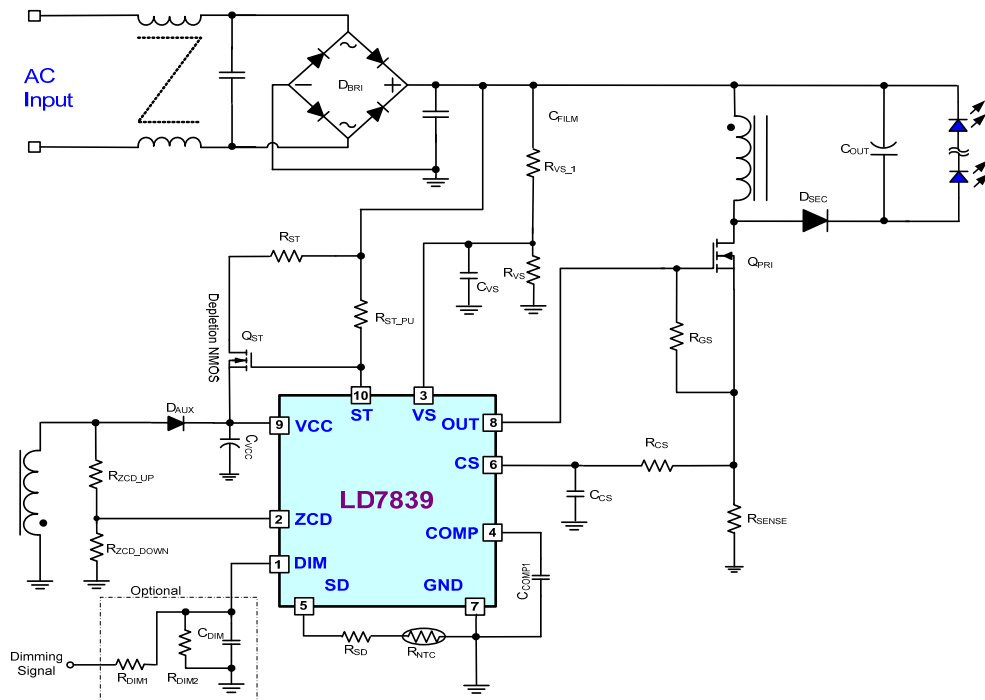 AC
Input
DBRI
CFILM
RVS_1
COUT
DSEC
RST
CVS
RVS
QPRI
Depletion NMOS
QST
RST_PU
RGS
DAUX
CVCC
10
3
ST
VS
9
VCC
OUT
8
RCS
CS
6
RZCD_UP
LD7839
CCS
2
ZCD
COMP
4
RSENSE
RZCD_DOWN
1
DIM
SD
GND
CCOMP1
Optional
5
7
CDIM
RSD
RNTC
Dimming
Signal
RDIM1
RDIM2